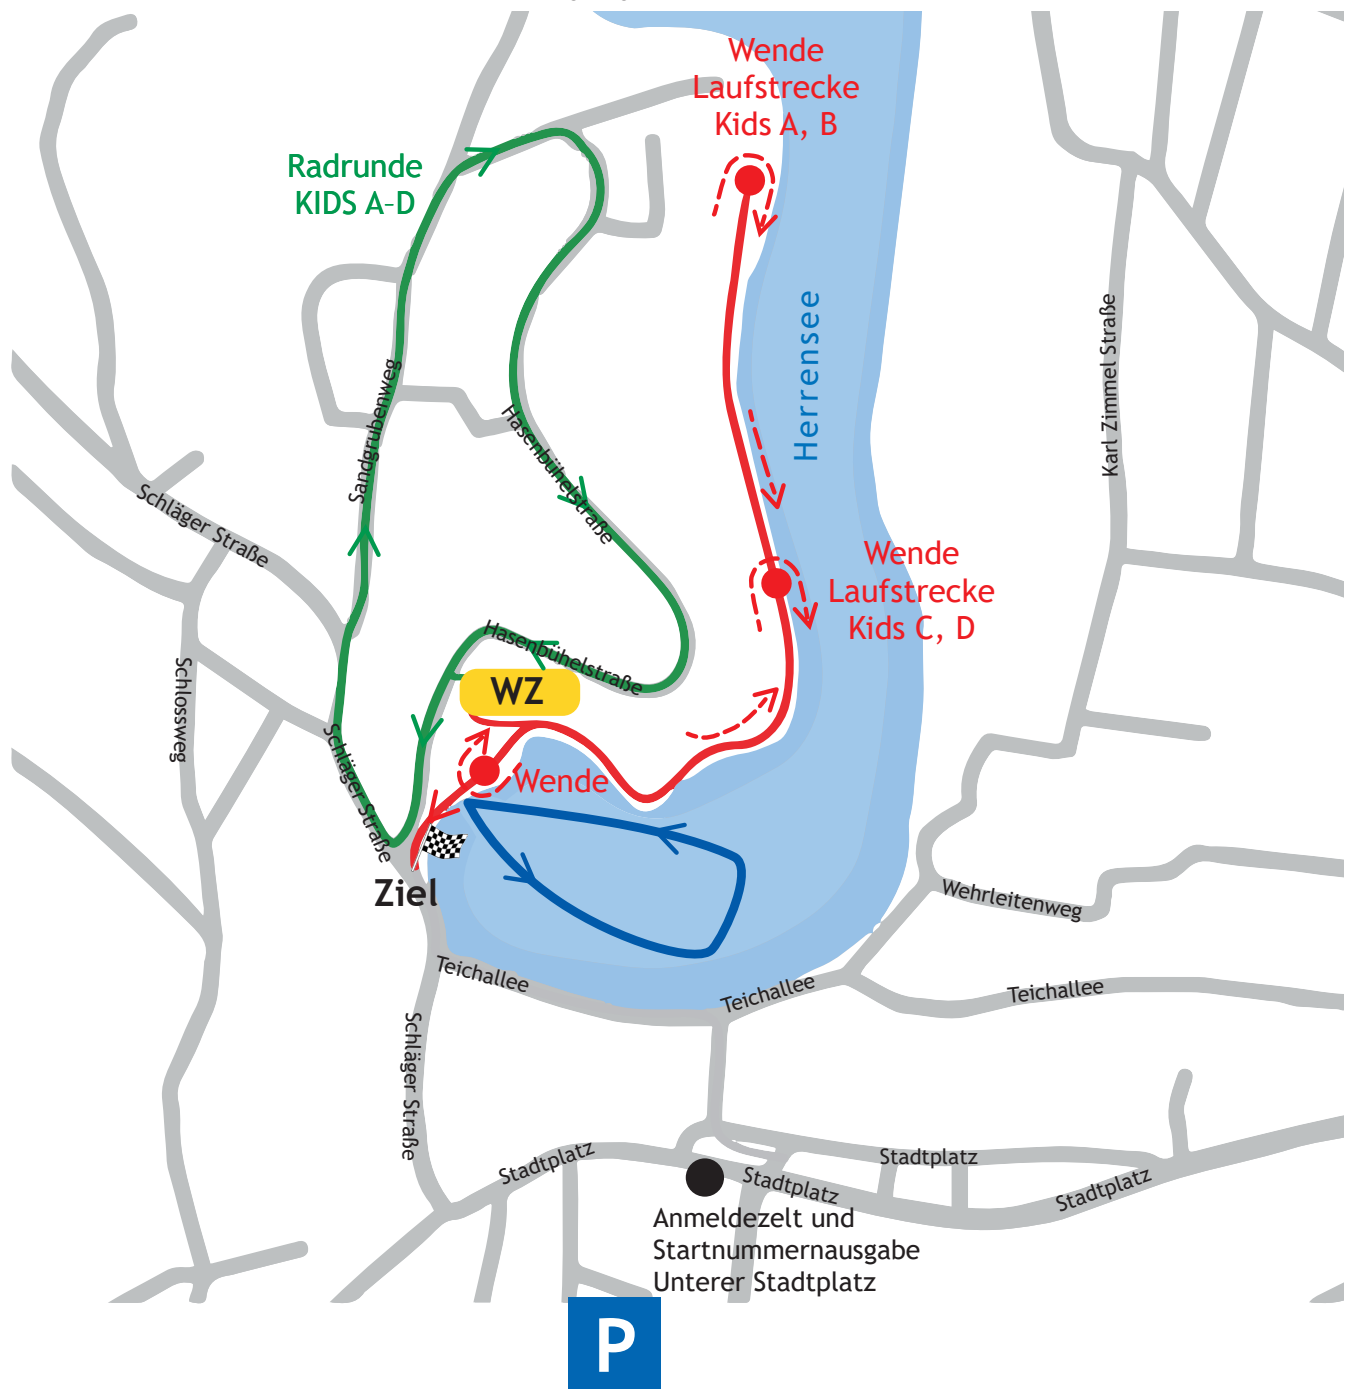 Wende
Laufstrecke
Kids A, B
Radrunde
KIDS A–D
Herrensee
Karl Zimmel Straße
Sandgrubenweg
Hasenbühelstraße
Schläger Straße
Wende
Laufstrecke
Kids C, D
Hasenbühelstraße
Schlossweg
WZ
Schläger Straße
Wende
Ziel
Wehrleitenweg
Teichallee
Teichallee
Teichallee
Schläger Straße
Stadtplatz
Stadtplatz
Stadtplatz
Stadtplatz
Anmeldezelt und
Startnummernausgabe
Unterer Stadtplatz
P